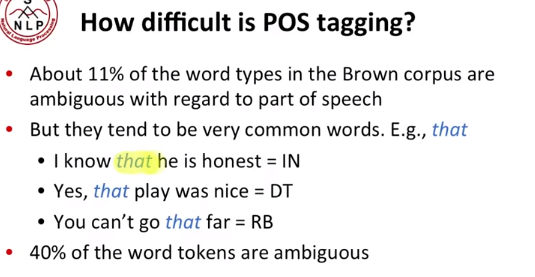 NLP
How difficult is POS tagging?
• About 11% of the word types in the Brown corpus are
ambiguous with regard to part of speech
• But they tend to be very common words. E.g., that
• I know that he is honest = IN
• Yes, that play was nice = DT
• You can’t go that far = RB
• 40% of the word tokens are ambiguous